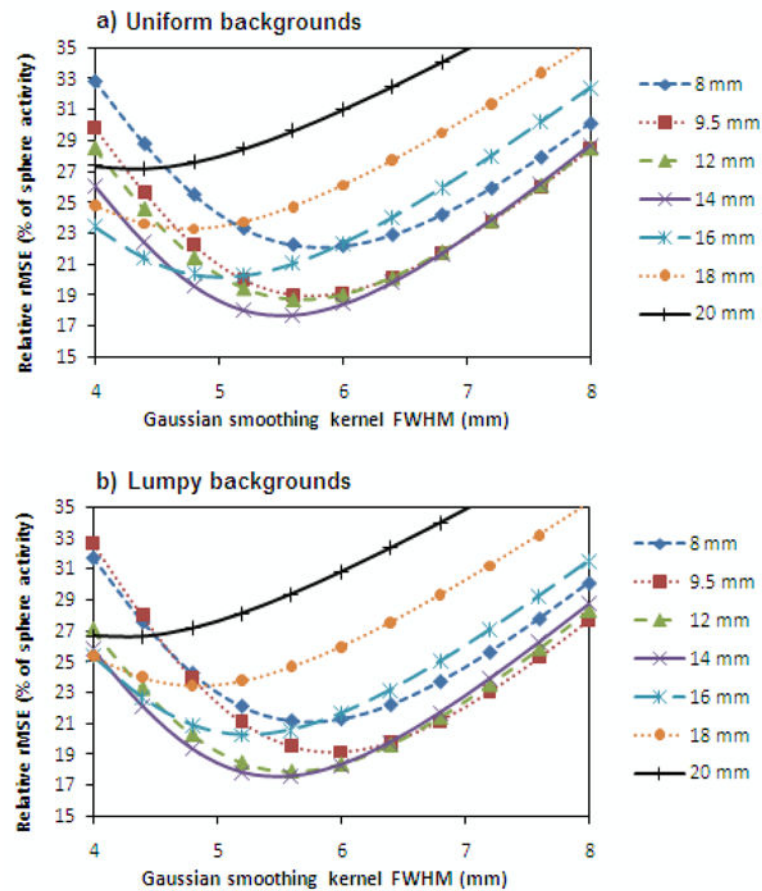 a) Uniform backgrounds
Relative rMSE (% of sphere activity)
35
33
31
29
27
25
23
21
19
17
15
4
5
6
7
8
Gaussian smoothing kernel FWHM (mm)
8 mm
9.5 mm
12 mm
14 mm
16 mm
18 mm
20 mm
b) Lumpy backgrounds
Relative rMSE (% of sphere activity)
35
33
31
29
27
25
23
21
19
17
15
4
5
6
7
8
Gaussian smoothing kernel FWHM (mm)
8 mm
9.5 mm
12 mm
14 mm
16 mm
18 mm
20 mm